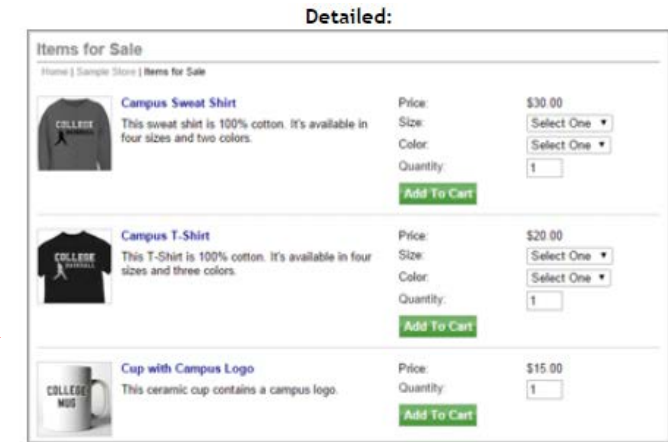 Detailed:
Items for Sale
Home | Sample Store | Items for Sale
COLLEGE
BASEBALL
Campus Sweat Shirt
This sweat shirt is 100% cotton. It's available in
four sizes and two colors.
Price: $30.00
Size: Select One
Color: Select One
Quantity: 1
Add To Cart
COLLEGE
BASEBALL
Campus T-Shirt
This T-Shirt is 100% cotton. It's available in four
sizes and three colors.
Price: $20.00
Size: Select One
Color: Select One
Quantity: 1
Add To Cart
COLLEGE
MUG
Cup with Campus Logo
This ceramic cup contains a campus logo.
Price: $15.00
Quantity: 1
Add To Cart